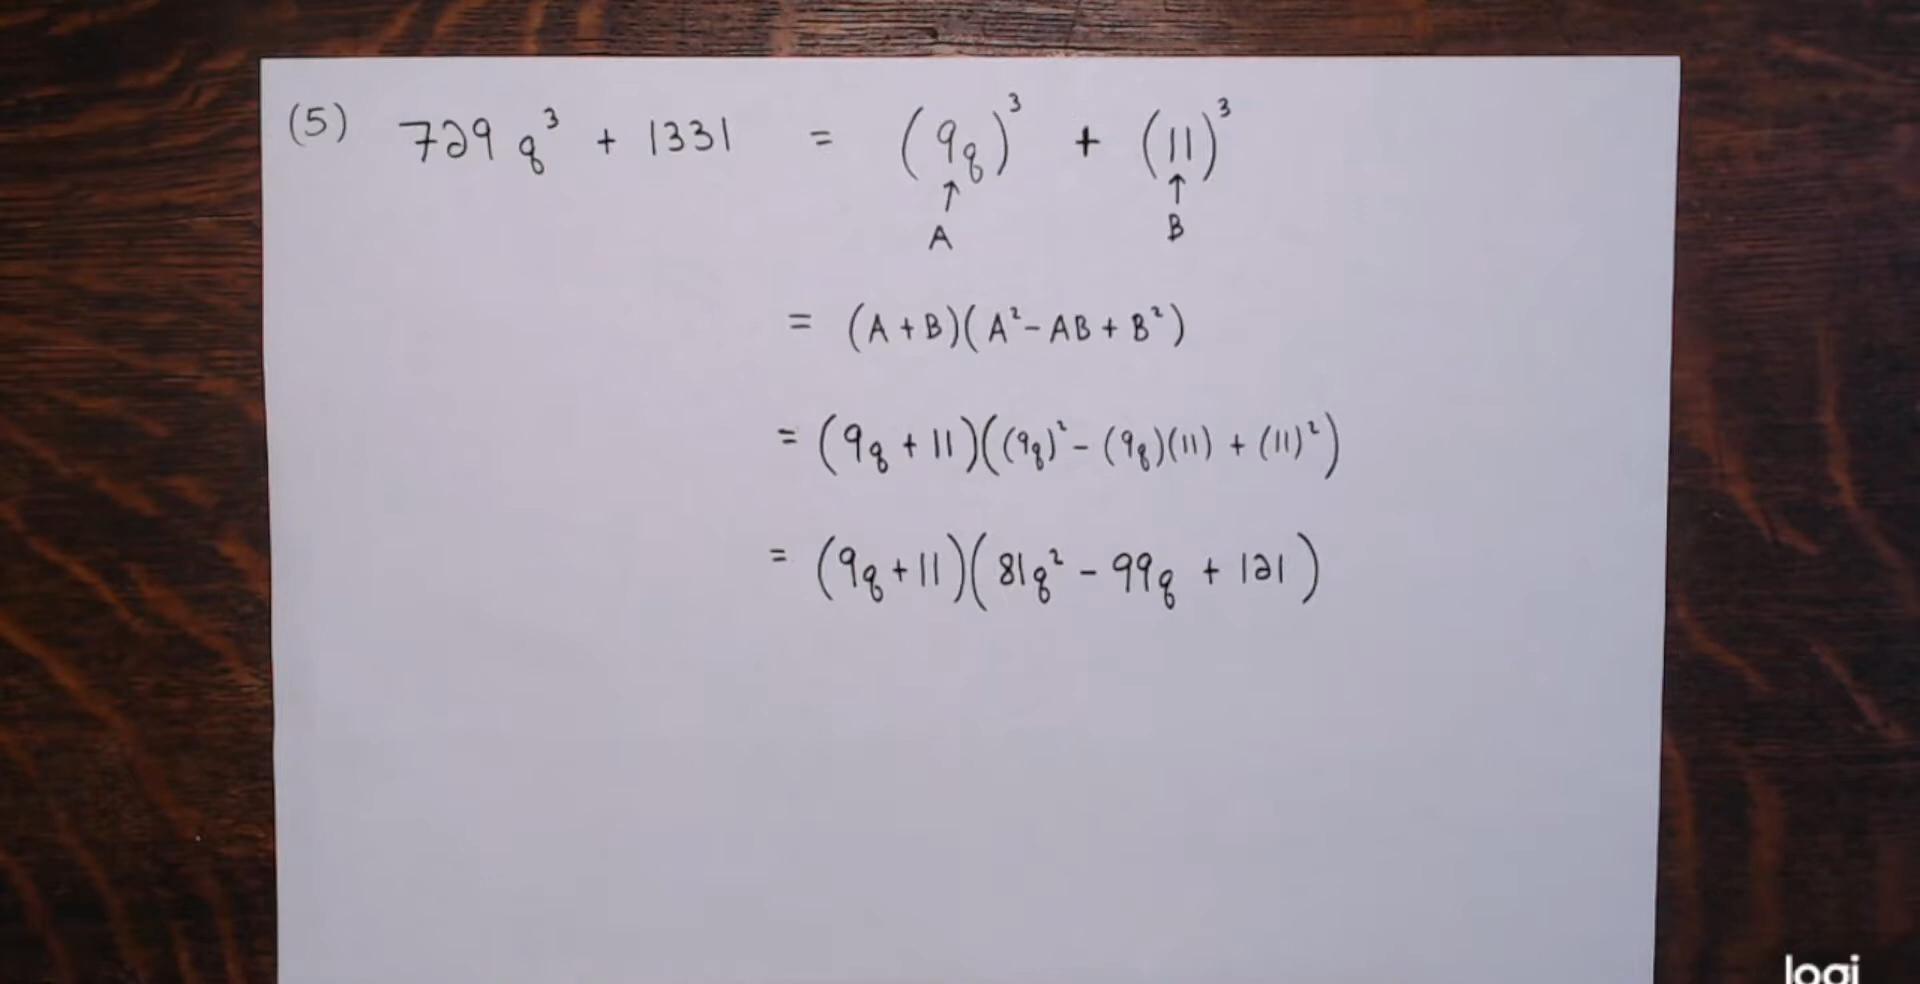 (5) 729 q³ + 1331 = (9q)³ + (11)³
↑ ↑
A B
= (A + B)(A² - AB + B²)
= (9q + 11)((9q)² - (9q)(11) + (11)²)
= (9q + 11)(81q² - 99q + 121)
logi